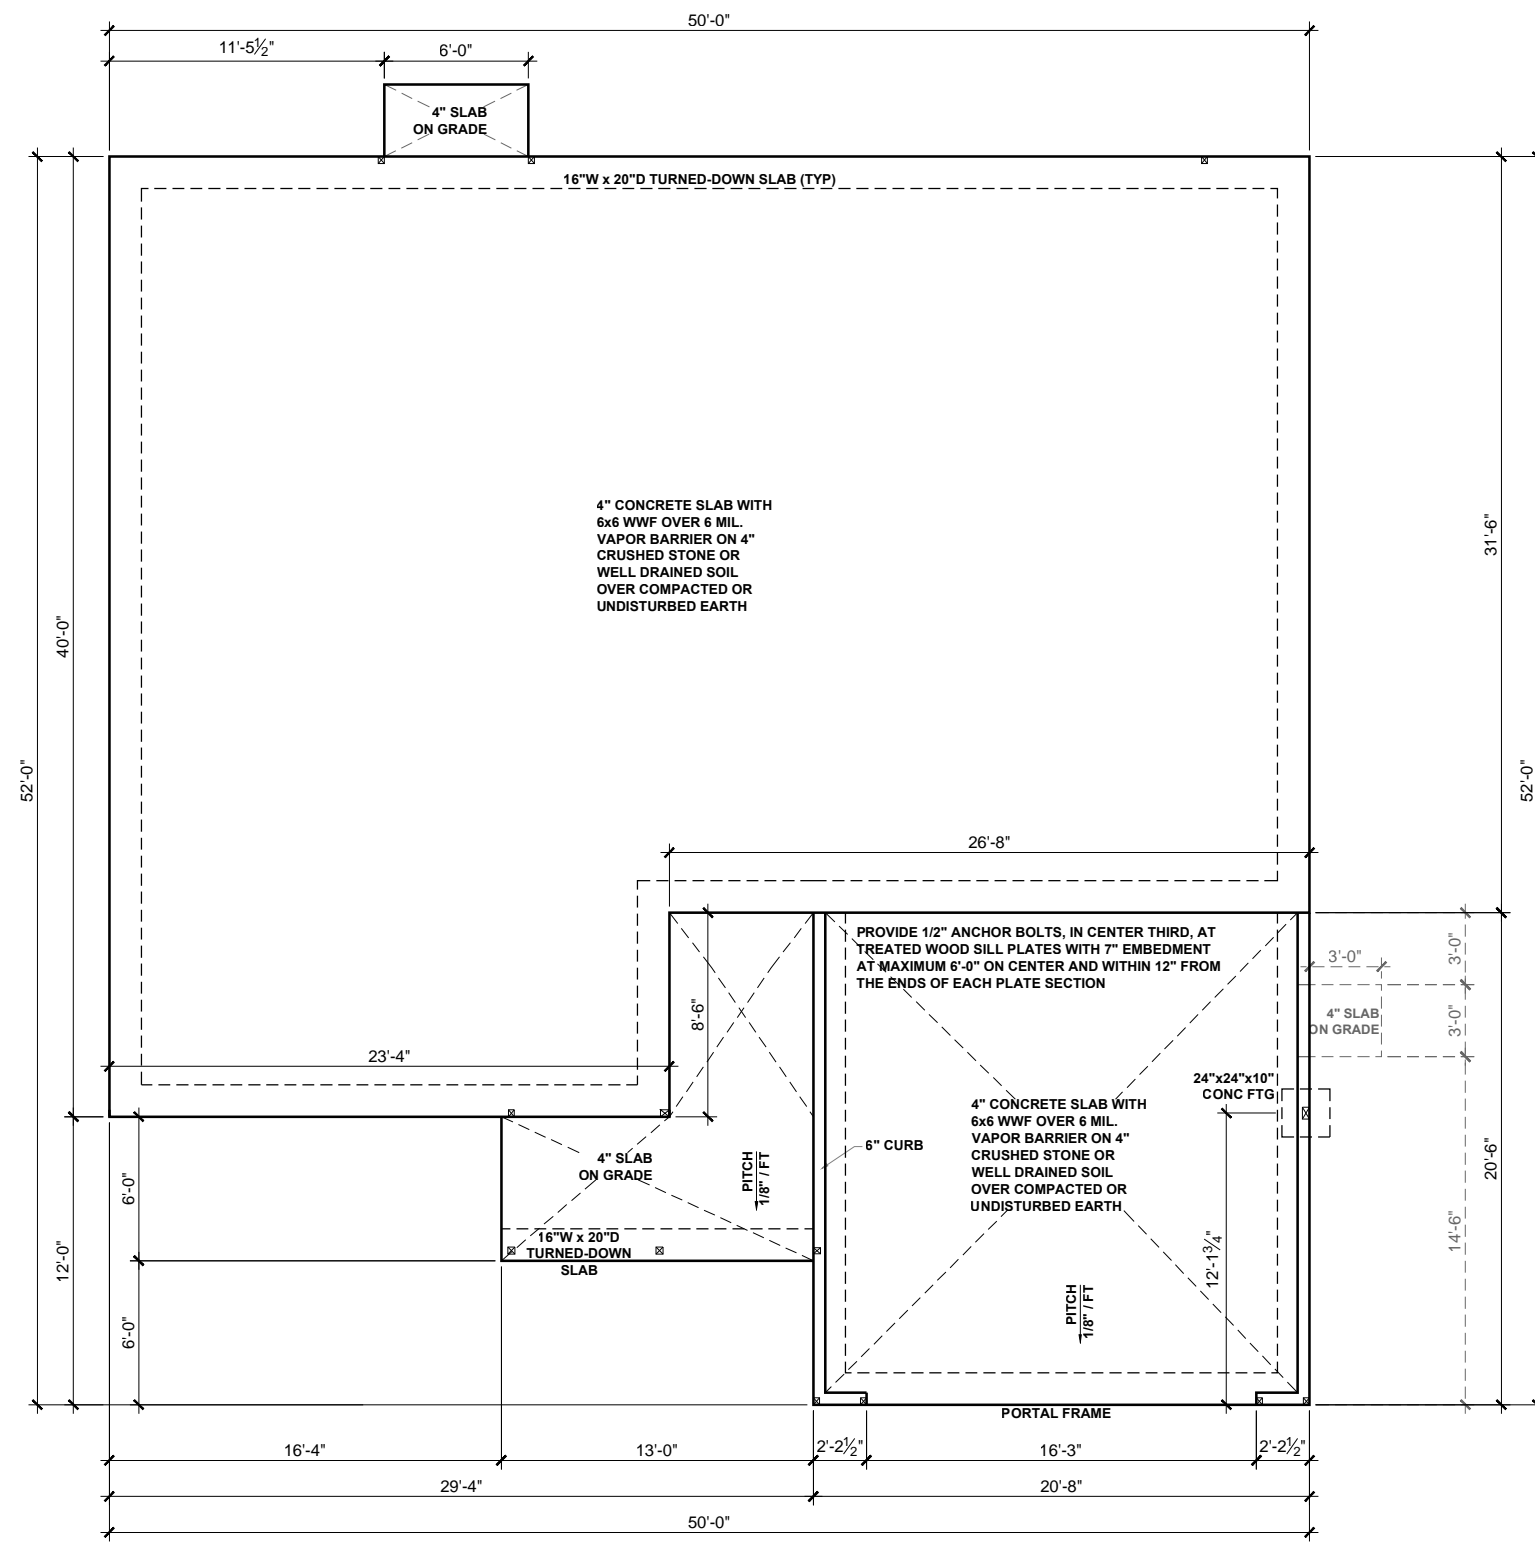 50'-0"
11'-5½"
6'-0"
4" SLAB
ON GRADE
16"W x 20"D TURNED-DOWN SLAB (TYP)
4" CONCRETE SLAB WITH
6x6 WWF OVER 6 MIL.
VAPOR BARRIER ON 4"
CRUSHED STONE OR
WELL DRAINED SOIL
OVER COMPACTED OR
UNDISTURBED EARTH
31'-6"
40'-0"
52'-0"
52'-0"
26'-8"
PROVIDE 1/2" ANCHOR BOLTS, IN CENTER THIRD, AT
TREATED WOOD SILL PLATES WITH 7" EMBEDMENT
AT MAXIMUM 6'-0" ON CENTER AND WITHIN 12" FROM
THE ENDS OF EACH PLATE SECTION
3'-0"
3'-0"
8'-6"
4" SLAB
ON GRADE
3'-0"
23'-4"
24"x24"x10"
CONC FTG
4" CONCRETE SLAB WITH
6x6 WWF OVER 6 MIL.
VAPOR BARRIER ON 4"
CRUSHED STONE OR
WELL DRAINED SOIL
OVER COMPACTED OR
UNDISTURBED EARTH
6" CURB
4" SLAB
ON GRADE
PITCH
1/8" / FT
6'-0"
20'-6"
14'-6"
12'-0"
16"W x 20"D
TURNED-DOWN
SLAB
12'-1¾"
PITCH
1/8" / FT
6'-0"
PORTAL FRAME
16'-4"
13'-0"
2'-2½"
16'-3"
2'-2½"
29'-4"
20'-8"
50'-0"